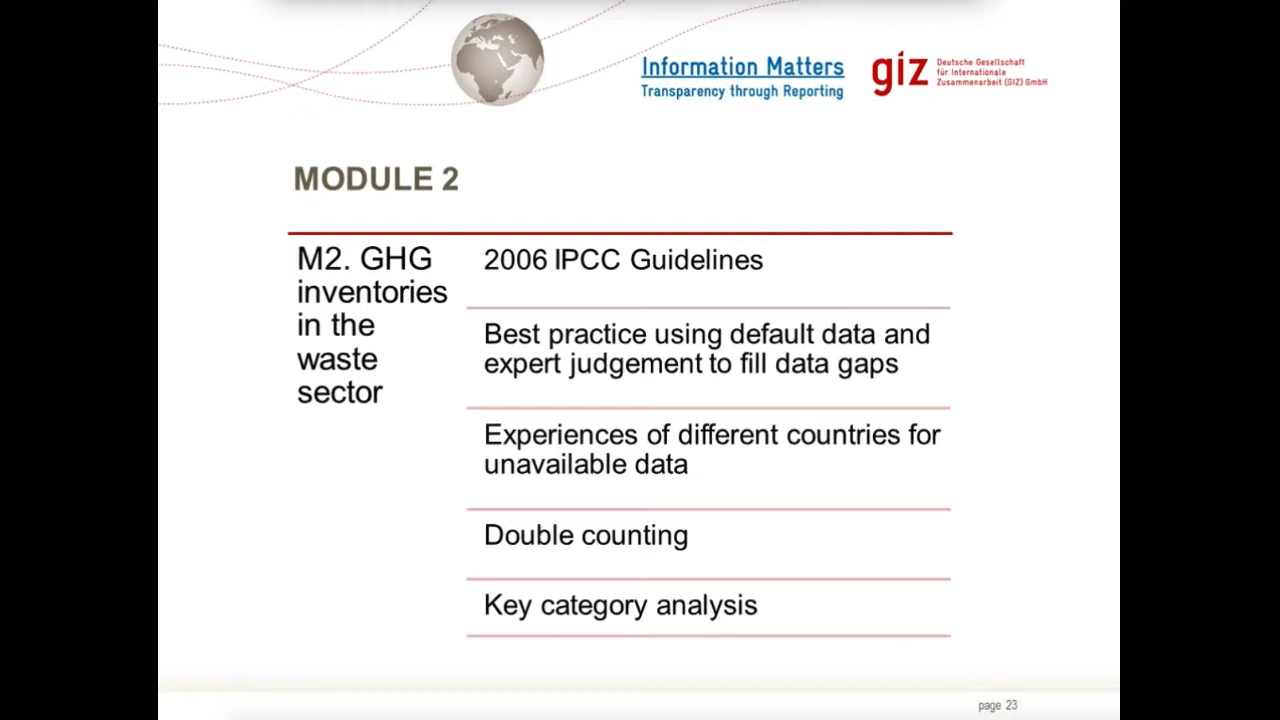 Information Matters
Transparency through Reporting
giz
Deutsche Gesellschaft
für Internationale
Zusammenarbeit (GIZ) GmbH
MODULE 2
M2. GHG
inventories
in the
waste
sector
2006 IPCC Guidelines
Best practice using default data and
expert judgement to fill data gaps
Experiences of different countries for
unavailable data
Double counting
Key category analysis
page 23